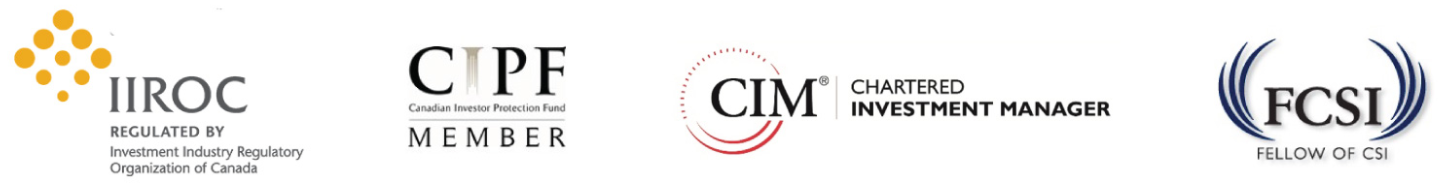 IIROC
REGULATED BY
Investment Industry Regulatory
Organization of Canada
CIPF
Canadian Investor Protection Fund
MEMBER
CIM®
CHARTERED
INVESTMENT MANAGER
FCSI
FELLOW OF CSI